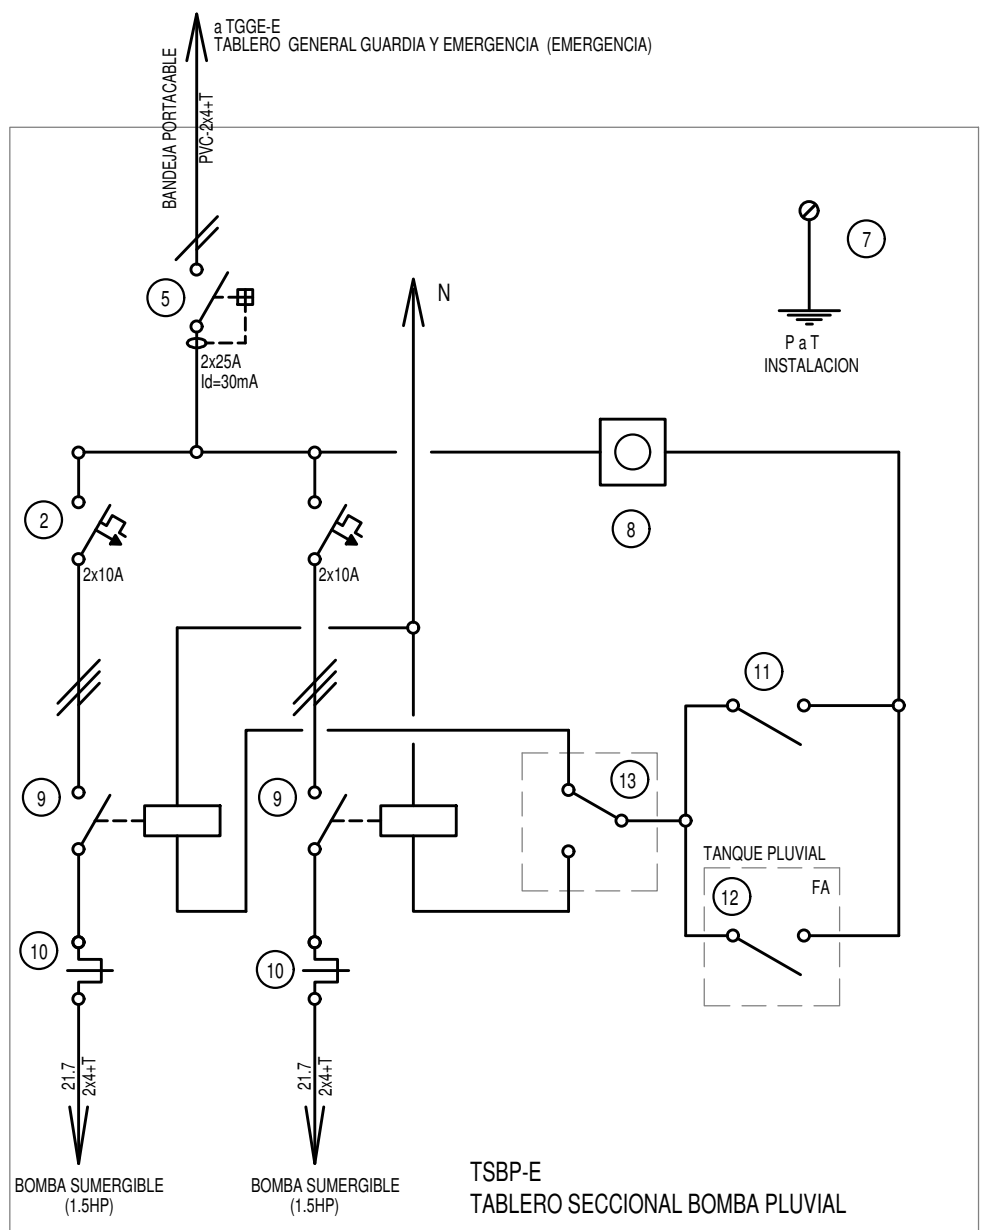 a TGGE-E
TABLERO GENERAL GUARDIA Y EMERGENCIA (EMERGENCIA)
BANDEJA PORTACABLE
PVC-2x4+T
7
5
N
P a T
INSTALACION
2x25A
Id=30mA
2
8
2x10A
2x10A
11
9
9
13
TANQUE PLUVIAL
12
FA
10
10
21.7
2x4+T
21.7
2x4+T
BOMBA SUMERGIBLE
(1.5HP)
BOMBA SUMERGIBLE
(1.5HP)
TSBP-E
TABLERO SECCIONAL BOMBA PLUVIAL